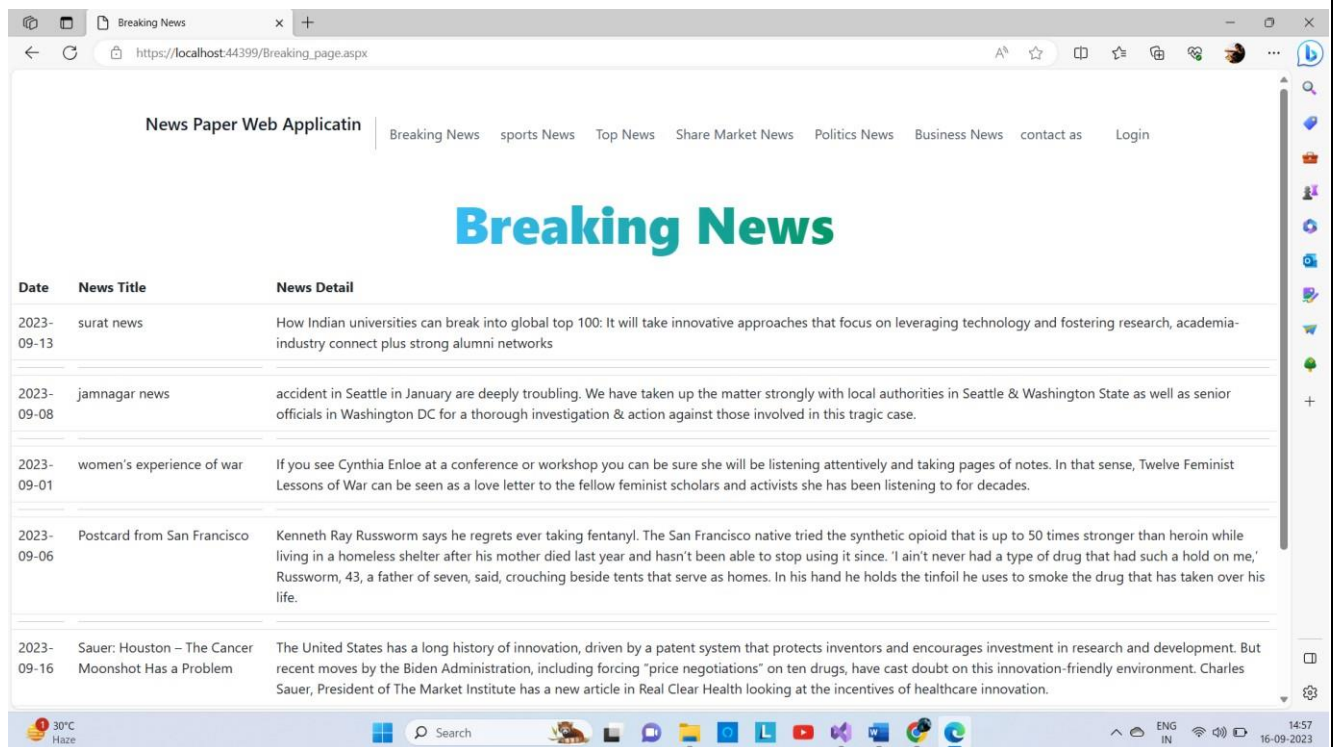 Breaking News
https://localhost:44399/Breaking_page.aspx
News Paper Web Applicatin
Breaking News sports News Top News Share Market News Politics News Business News contact as Login
Breaking News
Date News Title News Detail
2023-
09-13
surat news
How Indian universities can break into global top 100: It will take innovative approaches that focus on leveraging technology and fostering research, academia-
industry connect plus strong alumni networks
2023-
09-08
jamnagar news
accident in Seattle in January are deeply troubling. We have taken up the matter strongly with local authorities in Seattle & Washington State as well as senior
officials in Washington DC for a thorough investigation & action against those involved in this tragic case.
2023-
09-01
women's experience of war
If you see Cynthia Enloe at a conference or workshop you can be sure she will be listening attentively and taking pages of notes. In that sense, Twelve Feminist
Lessons of War can be seen as a love letter to the fellow feminist scholars and activists she has been listening to for decades.
2023-
09-06
Postcard from San Francisco
Kenneth Ray Russworm says he regrets ever taking fentanyl. The San Francisco native tried the synthetic opioid that is up to 50 times stronger than heroin while
living in a homeless shelter after his mother died last year and hasn't been able to stop using it since. 'I ain't never had a type of drug that had such a hold on me,'
Russworm, 43, a father of seven, said, crouching beside tents that serve as homes. In his hand he holds the tinfoil he uses to smoke the drug that has taken over his
life.
2023-
09-16
Sauer: Houston – The Cancer
Moonshot Has a Problem
The United States has a long history of innovation, driven by a patent system that protects inventors and encourages investment in research and development. But
recent moves by the Biden Administration, including forcing "price negotiations" on ten drugs, have cast doubt on this innovation-friendly environment. Charles
Sauer, President of The Market Institute has a new article in Real Clear Health looking at the incentives of healthcare innovation.
1
30°C
Haze
Search
ENG
IN
14:57
16-09-2023